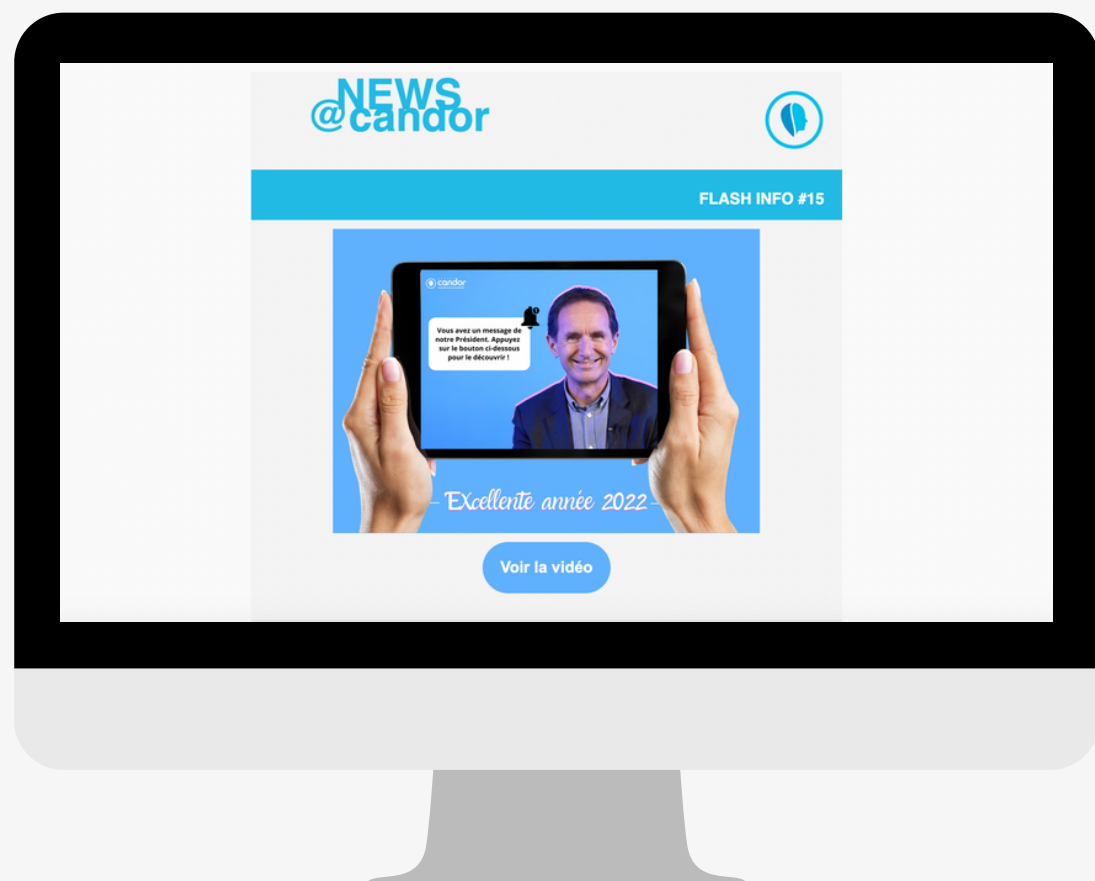 NEWS
@candor
FLASH INFO #15
candor
1
Vous avez un message de
notre Président. Appuyez
sur le bouton ci-dessous
pour le découvrir !
Excellente année 2022
Voir la vidéo